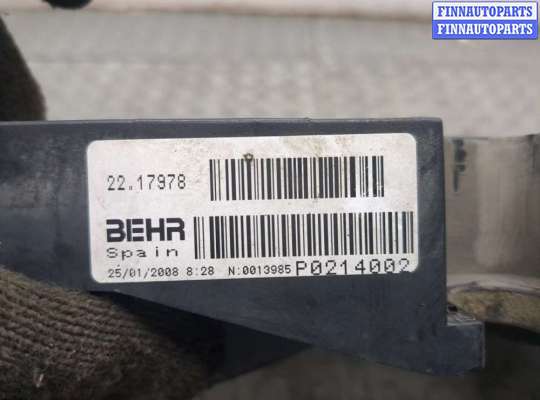 FINNAUTOPARTS
FINNAUTOPARTS
22.17978
BEHR
Spain
25/01/2008 8:28 N:0013985 P0214002